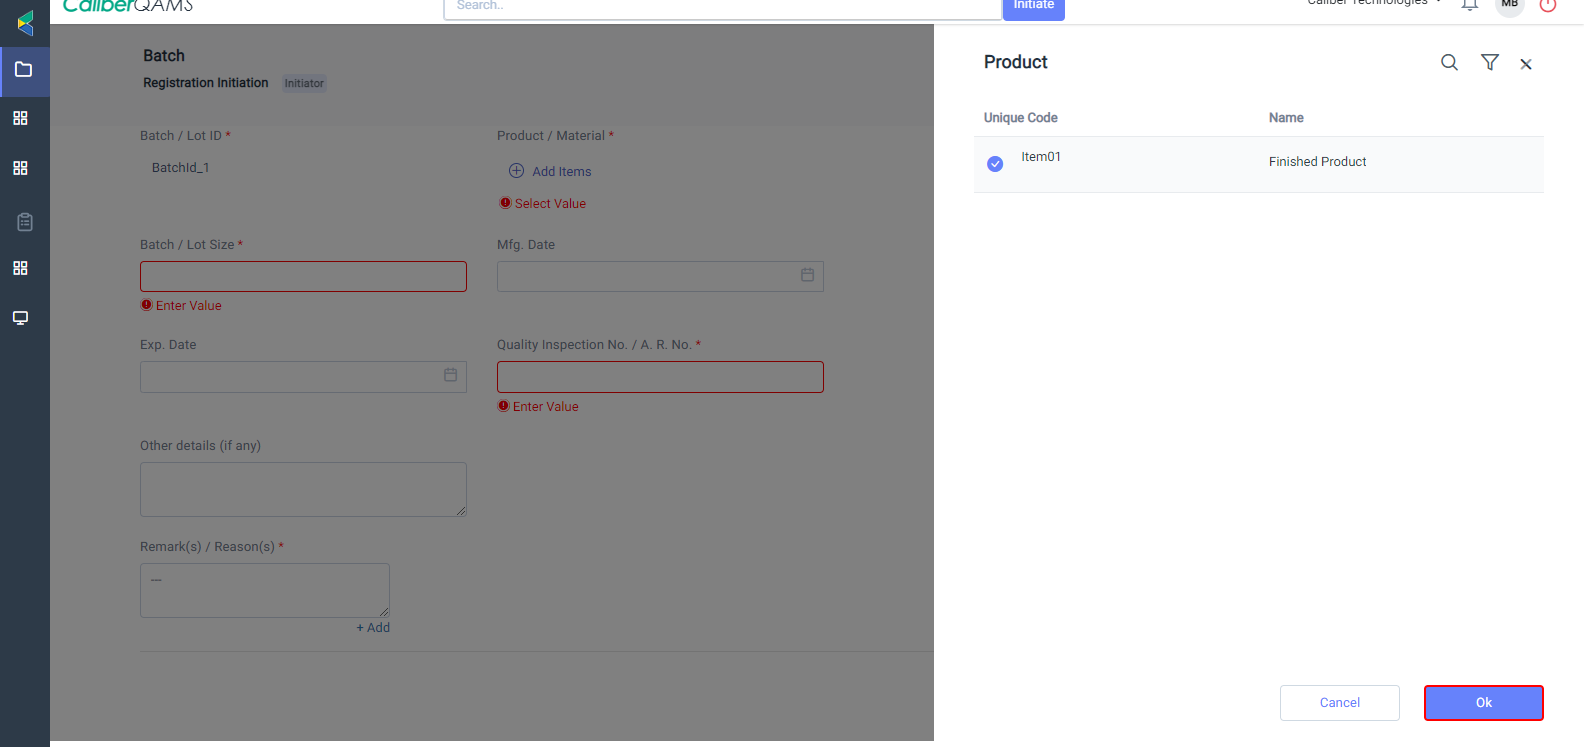 CaliberQAMS
Search..
Initiate
Caliber Technologies
MB
Batch
Registration Initiation Initiator
Batch / Lot ID *
BatchId_1
Product / Material *
Add Items
Select Value
Batch / Lot Size *
Enter Value
Mfg. Date
Exp. Date
Quality Inspection No. / A. R. No. *
Enter Value
Other details (if any)
Remark(s) / Reason(s) *
---
+ Add
Product
Unique Code Name
Item01 Finished Product
Cancel
Ok